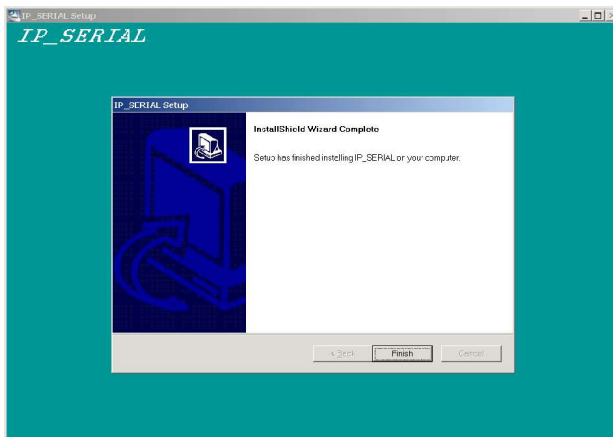 IP_SERIAL Setup
IP_SERIAL
IP_SERIAL Setup
InstallShield Wizard Complete
Setup has finished installing IP_SERIAL on your computer.
< Back
Finish
Cancel